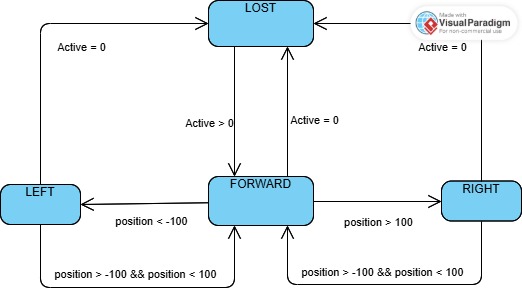 LOST
Made with
Visual Paradigm
For non-commercial use
Active = 0
Active = 0
Active > 0
Active = 0
LEFT
FORWARD
RIGHT
position < -100
position > 100
position > -100 && position < 100
position > -100 && position < 100